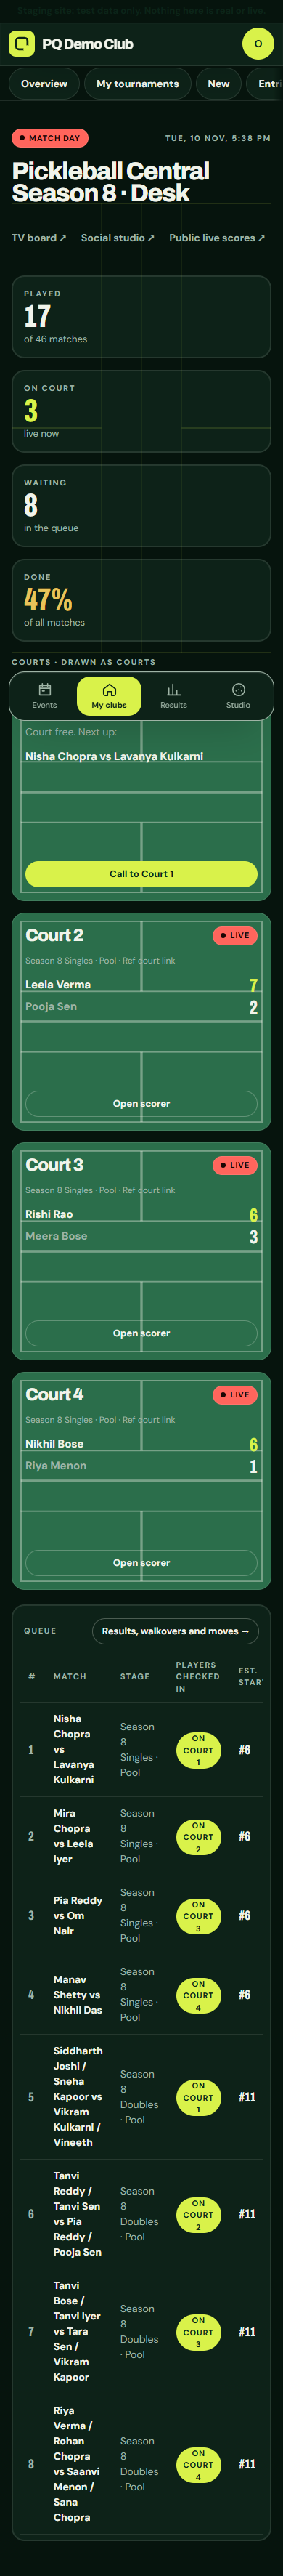 Staging site: test data only. Nothing here is real or live.
PQ Demo Club
O
Overview
My tournaments
New
Entri
MATCH DAY
TUE, 10 NOV, 5:38 PM
Pickleball Central
Season 8 · Desk
TV board ↗
Social studio ↗
Public live scores ↗
PLAYED
17
of 46 matches
ON COURT
3
live now
WAITING
8
in the queue
DONE
47%
of all matches
COURTS · DRAWN AS COURTS
Events
My clubs
Results
Studio
Court free. Next up:
Nisha Chopra vs Lavanya Kulkarni
Call to Court 1
Court 2
LIVE
Season 8 Singles · Pool · Ref court link
Leela Verma 7
Pooja Sen 2
Open scorer
Court 3
LIVE
Season 8 Singles · Pool · Ref court link
Rishi Rao 6
Meera Bose 3
Open scorer
Court 4
LIVE
Season 8 Singles · Pool · Ref court link
Nikhil Bose 6
Riya Menon 1
Open scorer
QUEUE
Results, walkovers and moves →
#
MATCH
STAGE
PLAYERS
CHECKED
IN
EST.
START
1
Nisha
Chopra
vs
Lavanya
Kulkarni
Season
8
Singles ·
Pool
ON
COURT
1
#6
2
Mira
Chopra
vs Leela
Iyer
Season
8
Singles ·
Pool
ON
COURT
2
#6
3
Pia Reddy
vs Om
Nair
Season
8
Singles ·
Pool
ON
COURT
3
#6
4
Manav
Shetty vs
Nikhil Das
Season
8
Singles ·
Pool
ON
COURT
4
#6
5
Siddharth
Joshi /
Sneha
Kapoor vs
Vikram
Kulkarni /
Vineeth
Season
8
Doubles
· Pool
ON
COURT
1
#11
6
Tanvi
Reddy /
Tanvi Sen
vs Pia
Reddy /
Pooja Sen
Season
8
Doubles
· Pool
ON
COURT
2
#11
7
Tanvi
Bose /
Tanvi Iyer
vs Tara
Sen /
Vikram
Kapoor
Season
8
Doubles
· Pool
ON
COURT
3
#11
8
Riya
Verma /
Rohan
Chopra
vs Saanvi
Menon /
Sana
Chopra
Season
8
Doubles
· Pool
ON
COURT
4
#11